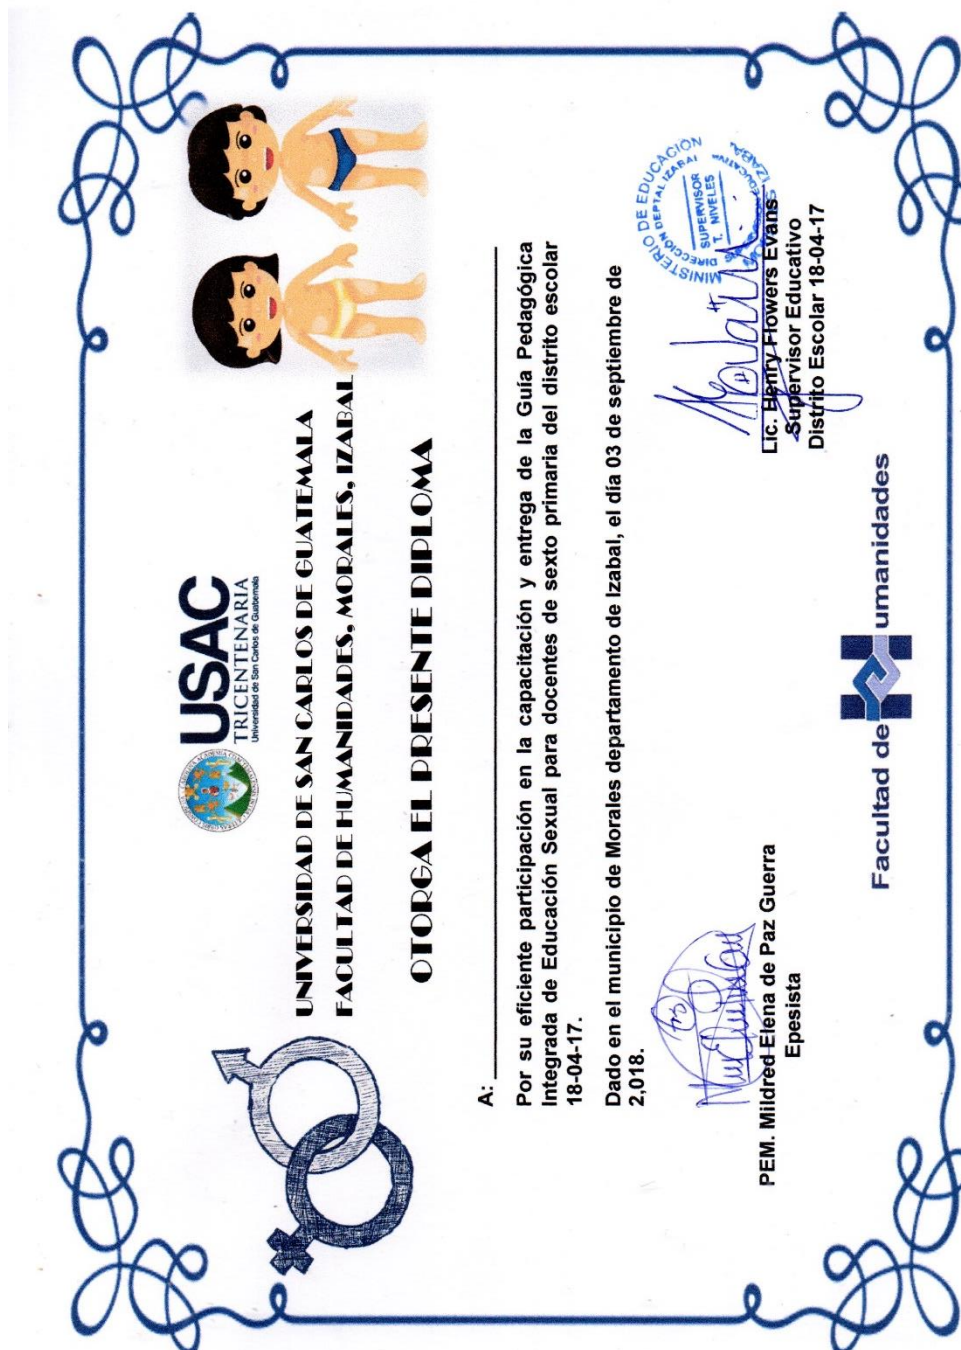 USAC
TRICENTENARIA
Universidad de San Carlos de Guatemala
UNIVERSIDAD DE SAN CARLOS DE GUATEMALA
FACULTAD DE HUMANIDADES, MORALES, IZABAL
OTORGA EL PRESENTE DIPLOMA
A:
Por su eficiente participación en la capacitación y entrega de la Guía Pedagógica
Integrada de Educación Sexual para docentes de sexto primaria del distrito escolar
18-04-17.
Dado en el municipio de Morales departamento de Izabal, el día 03 de septiembre de
2,018.
PEM. Mildred Elena de Paz Guerra
Epesista
MINISTERIO DE EDUCACIÓN
DIRECCIÓN DEPTAL IZABAL
SUPERVISOR
T. NIVELES
IZABAL
Lic. Henry Flowers Evans
Supervisor Educativo
Distrito Escolar 18-04-17
Facultad de Humanidades